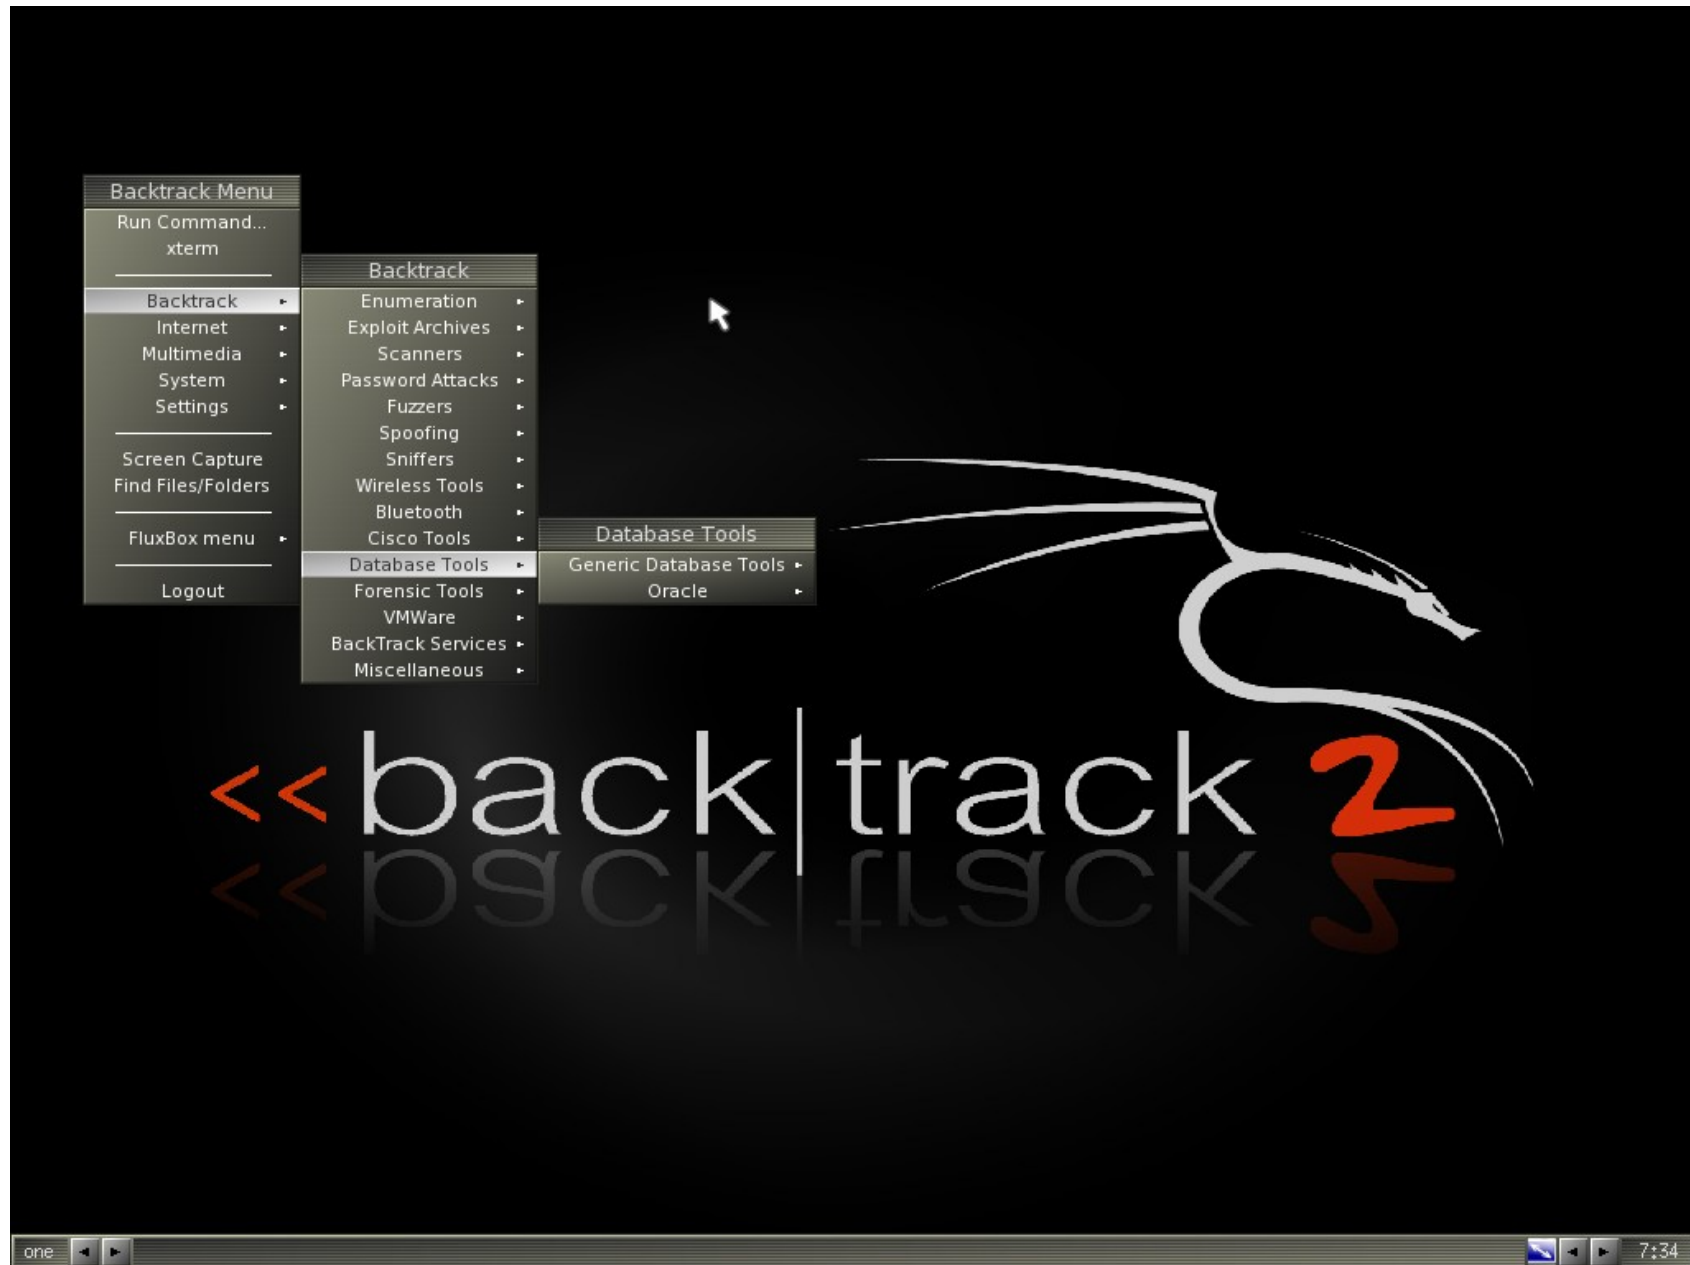 Backtrack Menu
Run Command...
xterm
Backtrack
Internet
Multimedia
System
Settings
Screen Capture
Find Files/Folders
FluxBox menu
Logout
Backtrack
Enumeration
Exploit Archives
Scanners
Password Attacks
Fuzzers
Spoofing
Sniffers
Wireless Tools
Bluetooth
Cisco Tools
Database Tools
Forensic Tools
VMWare
BackTrack Services
Miscellaneous
Database Tools
Generic Database Tools
Oracle
<<back|track 2
one
7:34